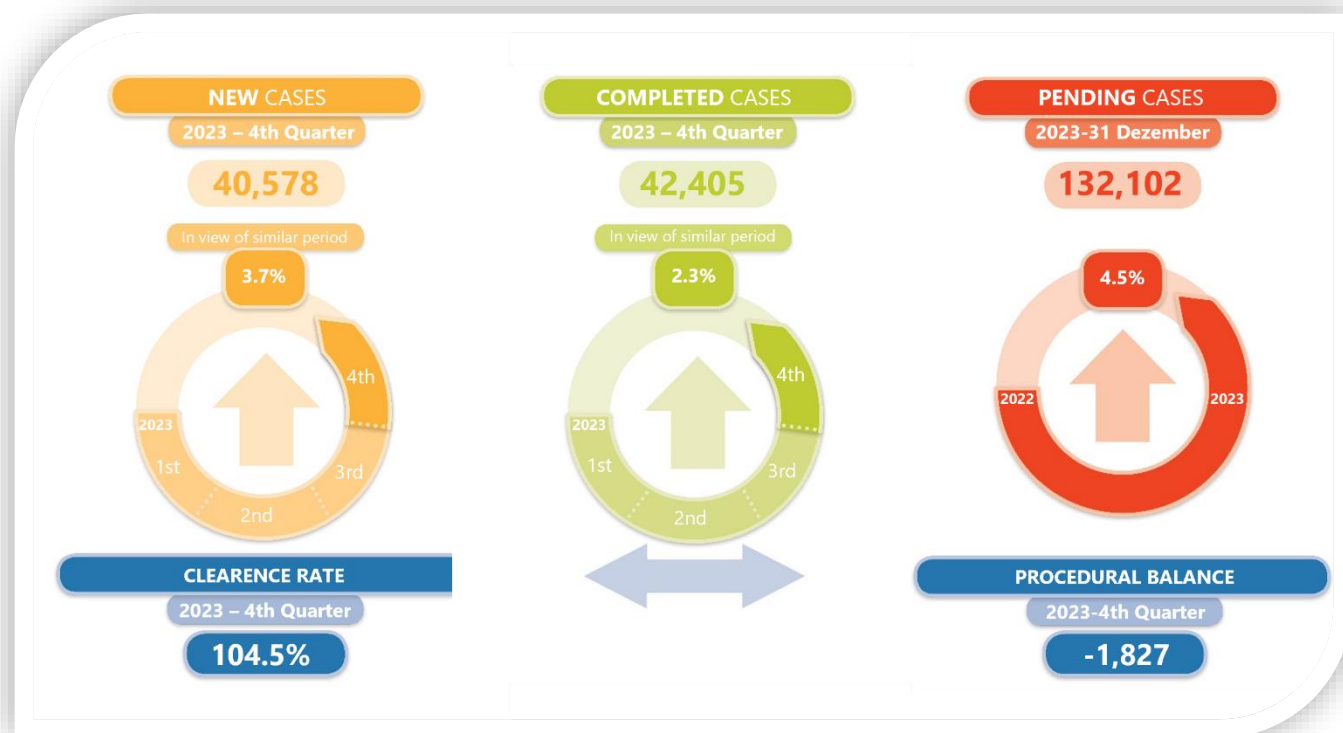 NEW CASES
2023 – 4th Quarter
40,578
In view of similar period
3.7%
4th
2023
1st
3rd
2nd
CLEARENCE RATE
2023 – 4th Quarter
104.5%
COMPLETED CASES
2023 – 4th Quarter
42,405
In view of similar period
2.3%
4th
2023
1st
3rd
2nd
PENDING CASES
2023-31 Dezember
132,102
4.5%
2022
2023
PROCEDURAL BALANCE
2023-4th Quarter
-1,827